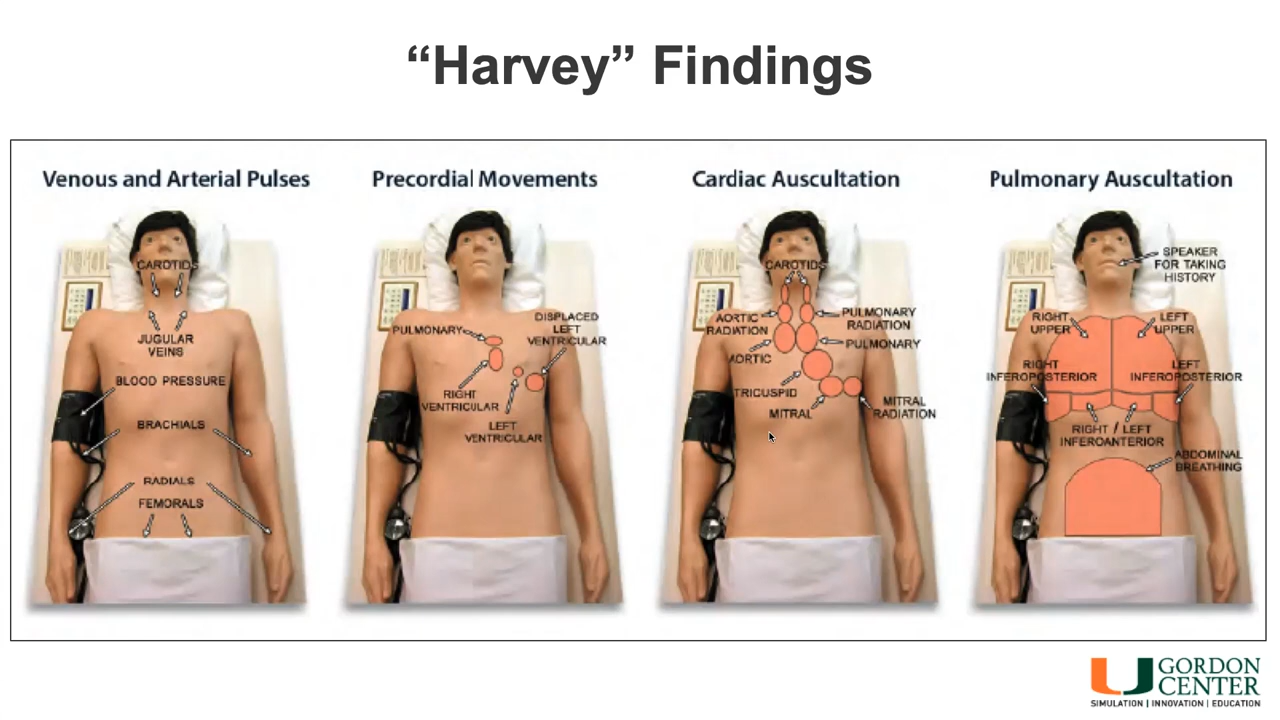 “Harvey” Findings
Venous and Arterial Pulses
CAROTIDS
JUGULAR
VEINS
BLOOD PRESSURE
BRACHIALS
RADIALS
FEMORALS
Precordial Movements
PULMONARY
DISPLACED
LEFT
VENTRICULAR
RIGHT
VENTRICULAR
LEFT
VENTRICULAR
Cardiac Auscultation
CAROTIDS
AORTIC
RADIATION
PULMONARY
RADIATION
AORTIC
PULMONARY
TRICUSPID
MITRAL
MITRAL
RADIATION
Pulmonary Auscultation
SPEAKER
FOR TAKING
HISTORY
RIGHT
UPPER
LEFT
UPPER
RIGHT
INFEROPOSTERIOR
LEFT
INFEROPOSTERIOR
RIGHT / LEFT
INFEROANTERIOR
ABDOMINAL
BREATHING
U GORDON
CENTER
SIMULATION | INNOVATION | EDUCATION